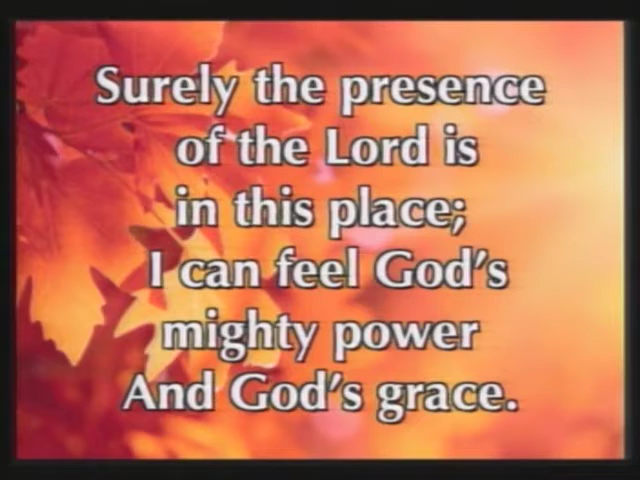 Surely the presence
of the Lord is
in this place;
I can feel God's
mighty power
And God's grace.